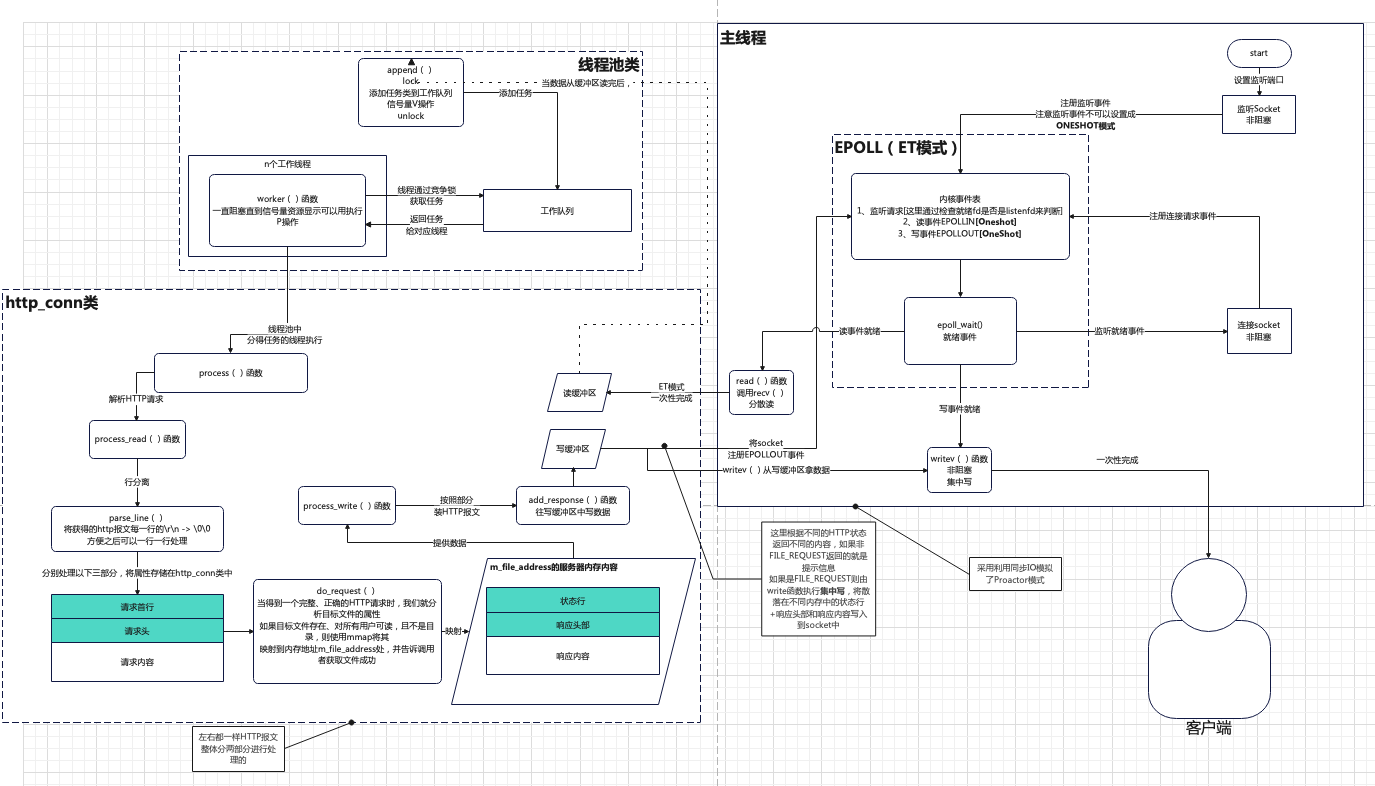 主线程
start
设置监听端口
监听Socket
非阻塞
注册监听事件
注意监听事件不可以设置成
ONESHOT模式
EPOLL（ET模式）
内核事件表
1、监听请求[这里通过检查就绪fd是否是listenfd来判断]
2、读事件EPOLLIN[Oneshot]
3、写事件EPOLLOUT[OneShot]
注册连接请求事件
epoll_wait()
就绪事件
读事件就绪
监听就绪事件
连接socket
非阻塞
写事件就绪
read（ ）函数
调用recv（ ）
分散读
ET模式
一次性完成
将socket
注册EPOLLOUT事件
writev（ ）从写缓冲区拿数据
writev（ ）函数
非阻塞
集中写
一次性完成
客户端
采用利用同步IO模拟
了Proactor模式
这里根据不同的HTTP状态
返回不同的内容，如果非
FILE_REQUEST返回的就是
提示信息
如果是FILE_REQUEST则由
write函数执行集中写，将散
落在不同内存中的状态行
+响应头部和响应内容写入
到socket中
线程池类
append（ ）
lock
添加任务类到工作队列
信号量V操作
unlock
当数据从缓冲区读完后，
添加任务
n个工作线程
worker（ ）函数
一直阻塞直到信号量资源显示可以用执行
P操作
线程通过竞争锁
获取任务
返回任务
给对应线程
工作队列
http_conn类
线程池中
分得任务的线程执行
process（ ）函数
解析HTTP请求
process_read（ ）函数
行分离
parse_line（ ）
将获得的http报文每一行的\r\n -> \0\0
方便之后可以一行一行处理
分别处理以下三部分，将属性存储在http_conn类中
请求首行
请求头
请求内容
do_request（ ）
当得到一个完整、正确的HTTP请求时，我们就分
析目标文件的属性
如果目标文件存在、对所有用户可读，且不是目
录，则使用mmap将其
映射到内存地址m_file_address处，并告诉调用
者获取文件成功
映射
m_file_address的服务器内存内容
状态行
响应头部
响应内容
提供数据
process_write（ ）函数
按照部分
装HTTP报文
add_response（ ）函数
往写缓冲区中写数据
写缓冲区
读缓冲区
左右都一样HTTP报文
整体分两部分进行处
理的